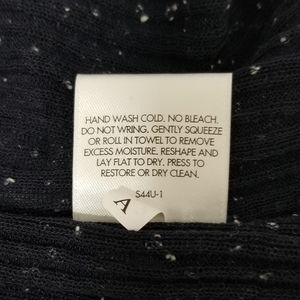 HAND WASH COLD. NO BLEACH.
DO NOT WRING. GENTLY SQUEEZE
OR ROLL IN TOWEL TO REMOVE
EXCESS MOISTURE. RESHAPE AND
LAY FLAT TO DRY. PRESS TO
RESTORE OR DRY CLEAN.
S44U-1
A